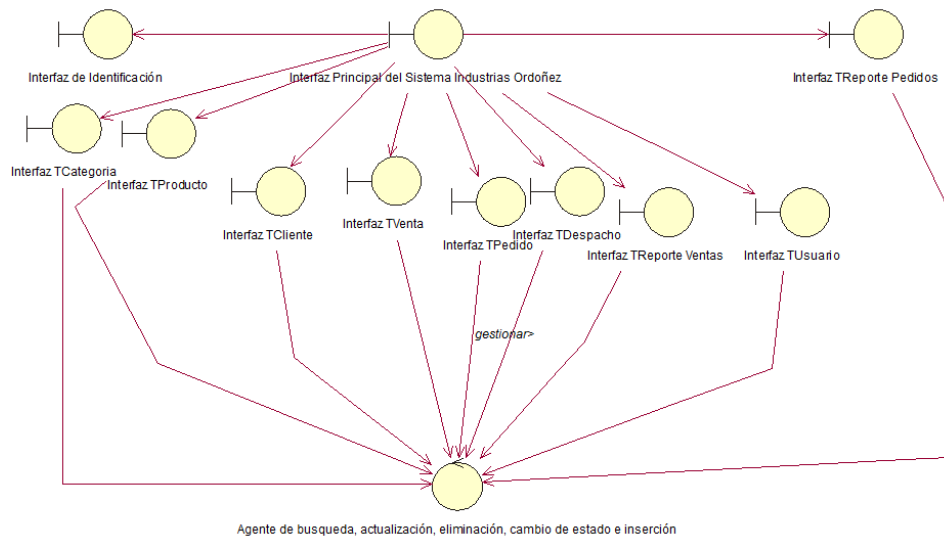 Interfaz de Identificación
Interfaz Principal del Sistema Industrias Ordoñez
Interfaz TReporte Pedidos
Interfaz TCategoria
Interfaz TProducto
Interfaz TCliente
Interfaz TVenta
Interfaz TPedido
Interfaz TDespacho
Interfaz TReporte Ventas
Interfaz TUsuario
gestionar>
Agente de busqueda, actualización, eliminación, cambio de estado e inserción